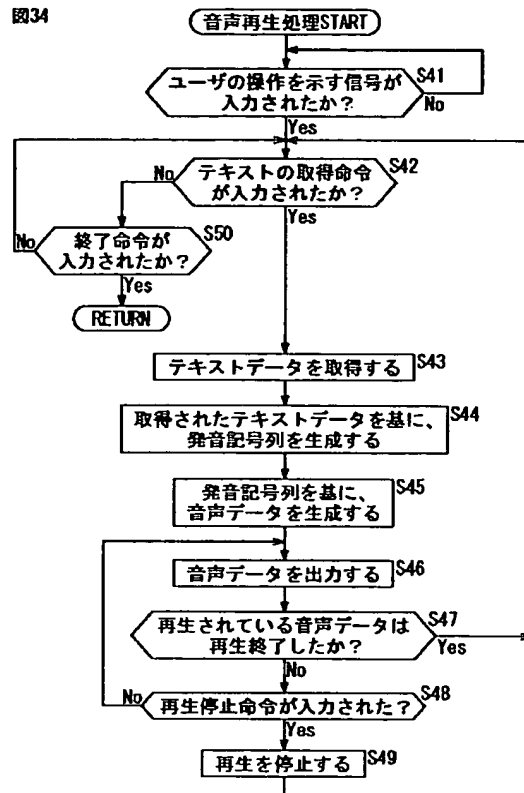 図34
音声再生処理START
S41
ユーザの操作を示す信号が
入力されたか？
No
Yes
S42
テキストの取得命令
が入力されたか？
No
Yes
S50
終了命令が
入力されたか？
No
Yes
RETURN
S43
テキストデータを取得する
S44
取得されたテキストデータを基に、
発音記号列を生成する
S45
発音記号列を基に、
音声データを生成する
S46
音声データを出力する
S47
再生されている音声データは
再生終了したか？
Yes
No
S48
再生停止命令が入力された？
No
Yes
S49
再生を停止する